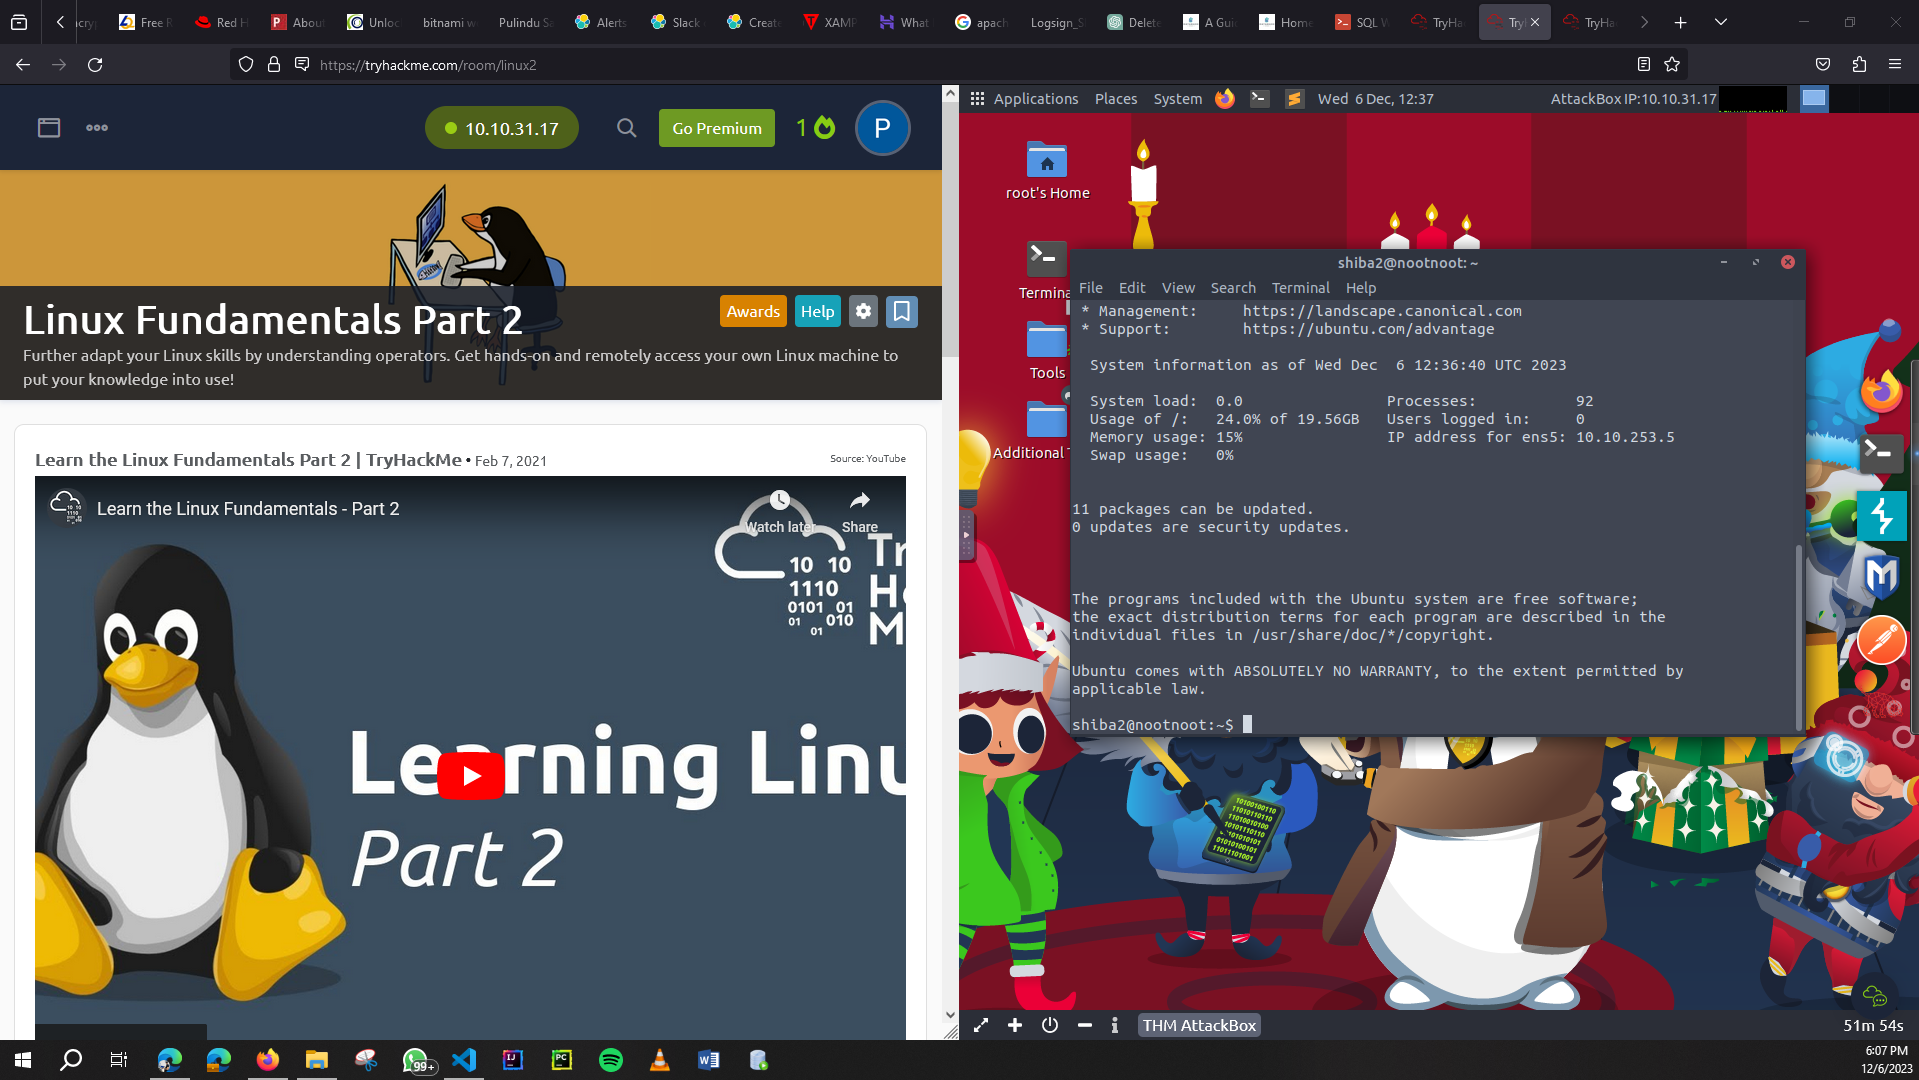 Free R
Red H
About
Unloc
bitnami w
Pulindu Sa
Alerts
Slack
Create
XAMP
What
apach
Logsign_S
Delete
A Gui
Home
SQL W
TryHa
Try
TryHa
https://tryhackme.com/room/linux2
10.10.31.17
Go Premium
1
P
Linux Fundamentals Part 2
Awards
Help
Further adapt your Linux skills by understanding operators. Get hands-on and remotely access your own Linux machine to
put your knowledge into use!
Learn the Linux Fundamentals Part 2 | TryHackMe • Feb 7, 2021
Source: YouTube
Learn the Linux Fundamentals - Part 2
Watch later
Share
10 10
1110
0101 01
01 010
01
Tr
H
M
Learning Linu
Part 2
Applications
Places
System
Wed 6 Dec, 12:37
AttackBox IP:10.10.31.17
root's Home
Termina
Tools
Additional T
shiba2@nootnoot: ~
File Edit View Search Terminal Help
* Management:     https://landscape.canonical.com
* Support:        https://ubuntu.com/advantage
System information as of Wed Dec  6 12:36:40 UTC 2023
System load:  0.0                Processes:           92
Usage of /:   24.0% of 19.56GB   Users logged in:     0
Memory usage: 15%                IP address for ens5: 10.10.253.5
Swap usage:   0%
11 packages can be updated.
0 updates are security updates.
The programs included with the Ubuntu system are free software;
the exact distribution terms for each program are described in the
individual files in /usr/share/doc/*/copyright.
Ubuntu comes with ABSOLUTELY NO WARRANTY, to the extent permitted by
applicable law.
shiba2@nootnoot:~$
THM AttackBox
51m 54s
99+
6:07 PM
12/6/2023